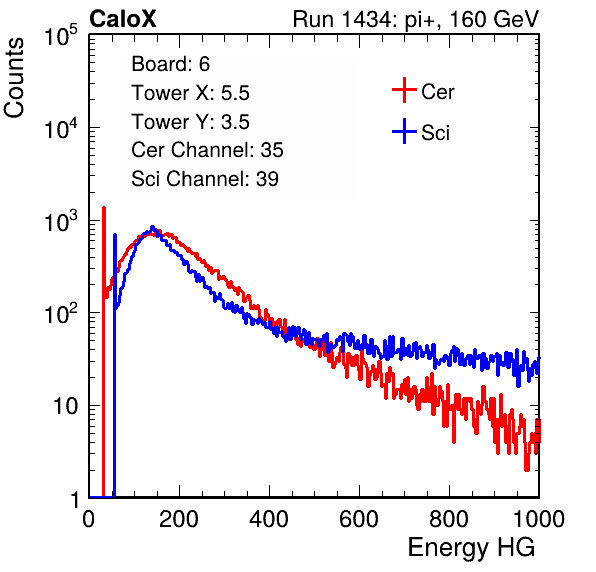 CaloX Run 1434: pi+, 160 GeV
Counts
Board: 6
Tower X: 5.5
Tower Y: 3.5
Cer Channel: 35
Sci Channel: 39
Cer
Sci
10^5
10^4
10^3
10^2
10
1
0 200 400 600 800 1000
Energy HG